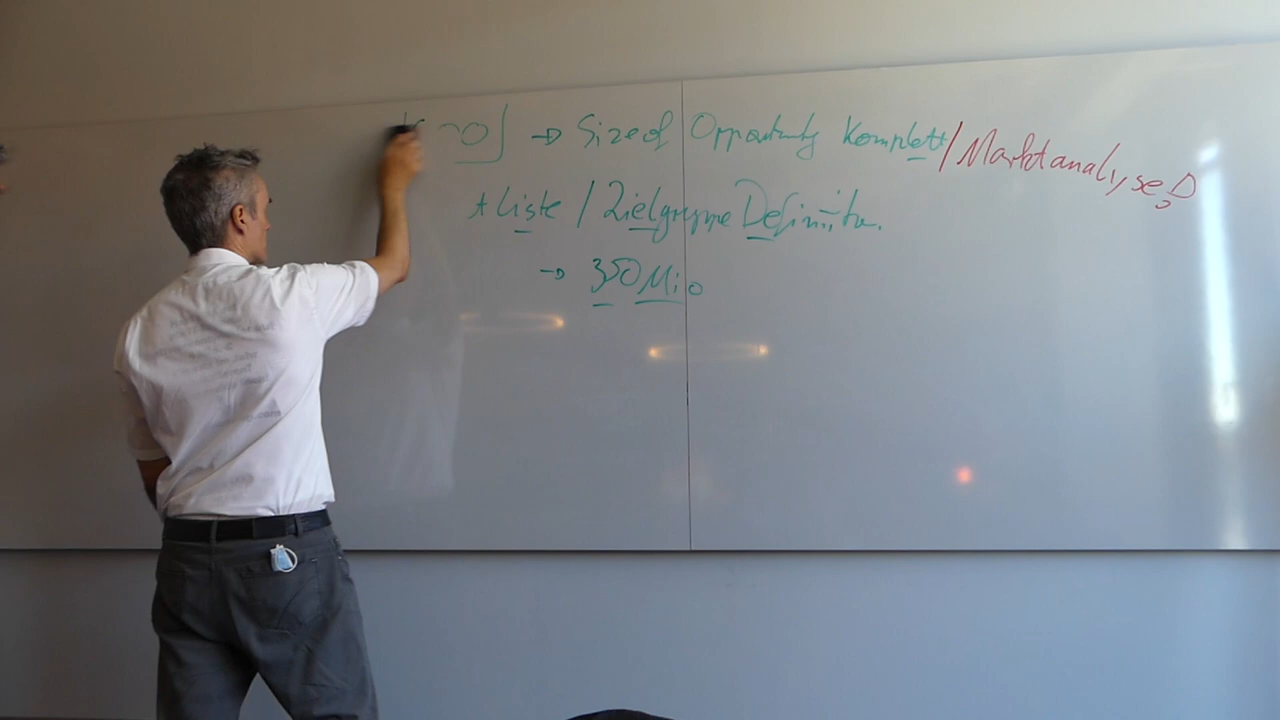 → Size of Opportunity Komplett / Marktanalyse D
+ Liste / Zielgruppe Definition.
→ 350 Mio